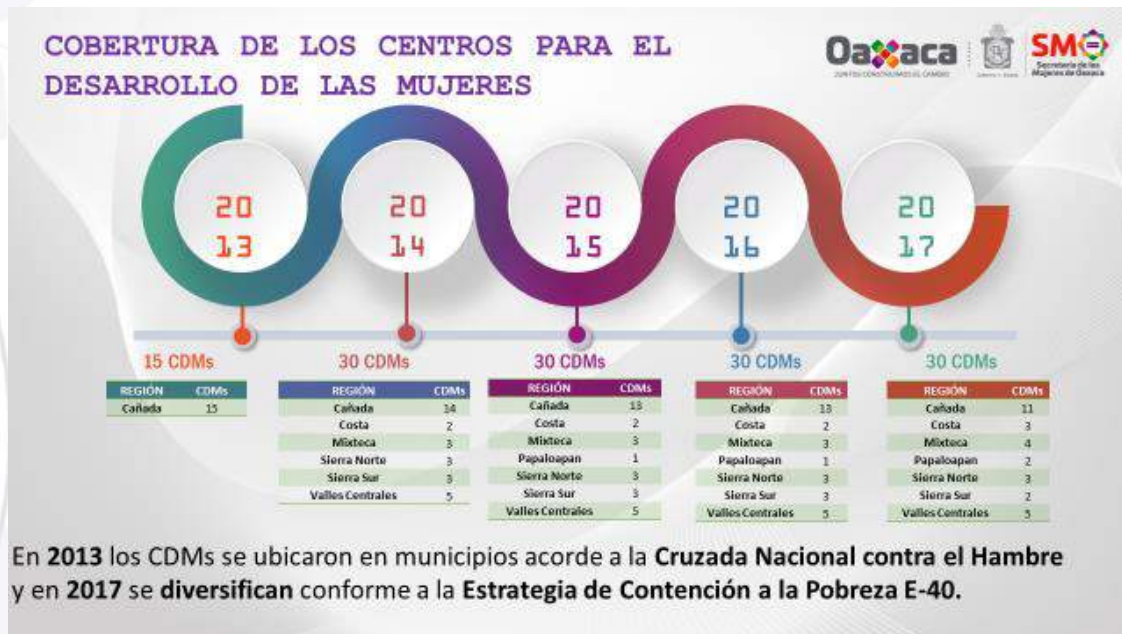 COBERTURA DE LOS CENTROS PARA EL
DESARROLLO DE LAS MUJERES
Oaxaca
JUNTOS CONSTRUIMOS EL CAMBIO
SMO
Secretaría de las
Mujeres de Oaxaca
20
13
20
14
20
15
20
16
20
17
15 CDMs
30 CDMs
30 CDMs
30 CDMs
30 CDMs
REGIÓN CDMs
Cañada 15
REGIÓN CDMs
Cañada 14
Costa 2
Mixteca 3
Sierra Norte 3
Sierra Sur 3
Valles Centrales 5
REGIÓN CDMs
Cañada 13
Costa 2
Mixteca 3
Papaloapan 1
Sierra Norte 3
Sierra Sur 3
Valles Centrales 5
REGIÓN CDMs
Cañada 13
Costa 2
Mixteca 3
Papaloapan 1
Sierra Norte 3
Sierra Sur 3
Valles Centrales 5
REGIÓN CDMs
Cañada 11
Costa 3
Mixteca 4
Papaloapan 2
Sierra Norte 3
Sierra Sur 2
Valles Centrales 5
En 2013 los CDMs se ubicaron en municipios acorde a la Cruzada Nacional contra el Hambre
y en 2017 se diversifican conforme a la Estrategia de Contención a la Pobreza E-40.